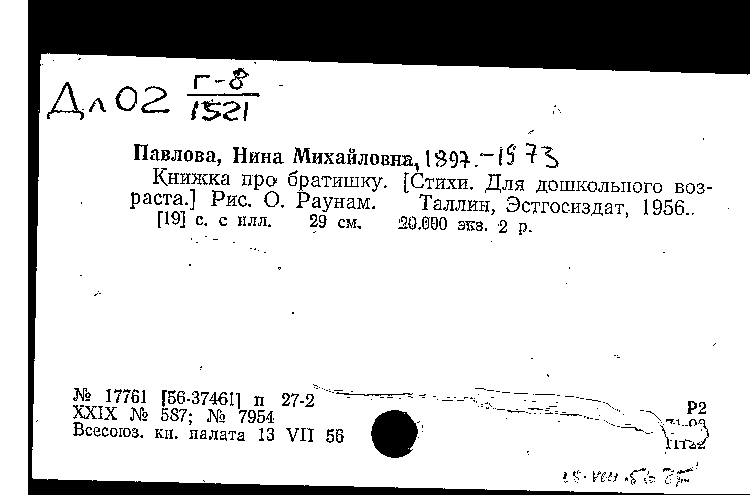 Дл02 Г-8/1521
Павлова, Нина Михайловна, 1897.-1973
Книжка про братишку. [Стихи. Для дошкольного воз-
раста.] Рис. О. Раунам. Таллин, Эстгосиздат, 1956.
[19] с. с илл. 29 см. 20.000 экз. 2 р.
№ 17761 [56-37461] п 27-2
XXIX № 587; № 7954
Всесоюз. кн. палата 13 VII 56
Р2